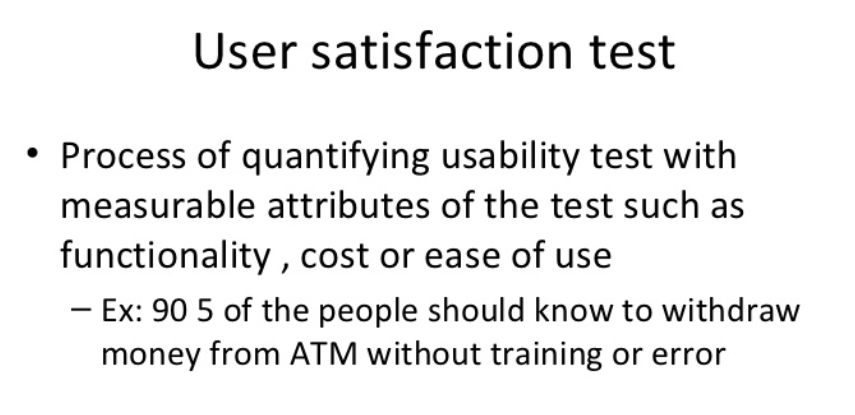 User satisfaction test
• Process of quantifying usability test with
measurable attributes of the test such as
functionality , cost or ease of use
– Ex: 90 5 of the people should know to withdraw
money from ATM without training or error